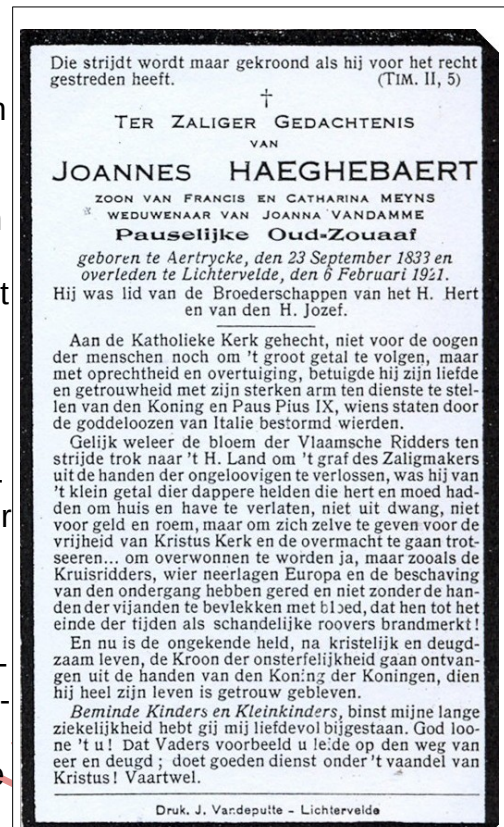 Die strijdt wordt maar gekroond als hij voor het recht
gestreden heeft. (TIM. II, 5)
†
TER ZALIGER GEDACHTENIS
VAN
JOANNES HAEGHEBAERT
ZOON VAN FRANCIS EN CATHARINA MEYNS
WEDUWENAAR VAN JOANNA VANDAMME
Pauselijke Oud-Zouaaf
geboren te Aertrycke, den 23 September 1833 en
overleden te Lichtervelde, den 6 Februari 1921.
Hij was lid van de Broederschappen van het H. Hert
en van den H. Jozef.
Aan de Katholieke Kerk gehecht, niet voor de oogen
der menschen noch om 't groot getal te volgen, maar
met oprechtheid en overtuiging, betuigde hij zijn liefde
en getrouwheid met zijn sterken arm ten dienste te stel-
len van den Koning en Paus Pius IX, wiens staten door
de goddeloozen van Italie bestormd wierden.
Gelijk weleer de bloem der Vlaamsche Ridders ten
strijde trok naar 't H. Land om 't graf des Zaligmakers
uit de handen der ongeloovigen te verlossen, was hij van
't klein getal dier dappere helden die hert en moed had-
den om huis en have te verlaten, niet uit dwang, niet
voor geld en roem, maar om zich zelve te geven voor de
vrijheid van Kristus Kerk en de overmacht te gaan trot-
seeren... om overwonnen te worden ja, maar zooals de
Kruisridders, wier neerlagen Europa en de beschaving
van den ondergang hebben gered en niet zonder de han-
den der vijanden te bevlekken met bloed, dat hen tot het
einde der tijden als schandelijke roovers brandmerkt!
En nu is de ongekende held, na kristelijk en deugd-
zaam leven, de Kroon der onsterfelijkheid gaan ontvan-
gen uit de handen van den Koning der Koningen, dien
hij heel zijn leven is getrouw gebleven.
Beminde Kinders en Kleinkinders, binst mijne lange
ziekelijkheid hebt gij mij liefdevol bijgestaan. God loo-
ne 't u! Dat Vaders voorbeeld u leide op den weg van
eer en deugd; doet goeden dienst onder 't vaandel van
Kristus! Vaartwel.
Druk. J. Vandeputte - Lichtervelde